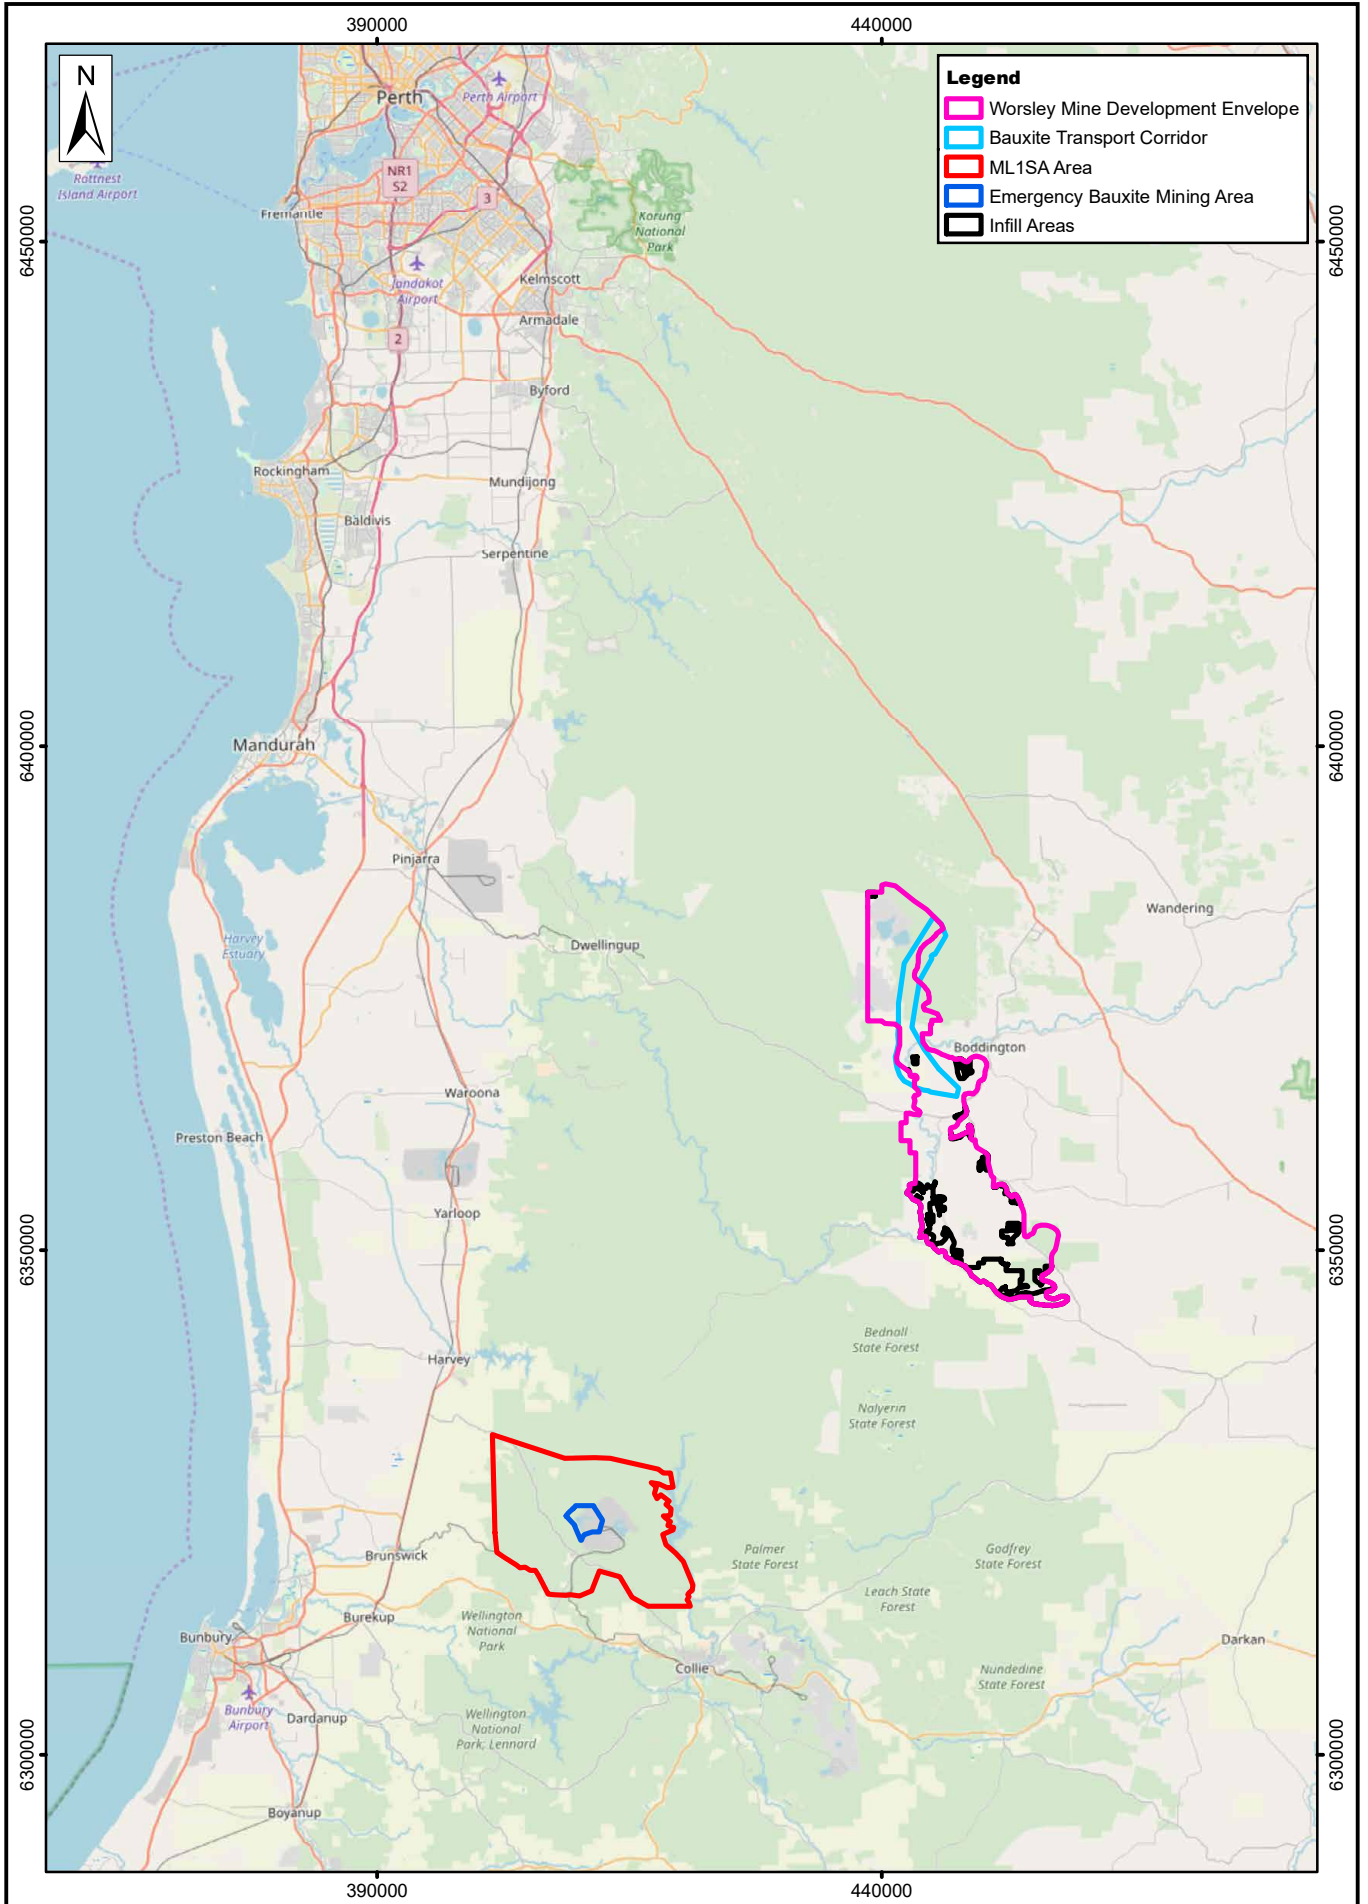 390000
440000
N
Legend
Worsley Mine Development Envelope
Bauxite Transport Corridor
ML1SA Area
Emergency Bauxite Mining Area
Infill Areas
Perth
Perth Airport
Rottnest
Island Airport
NR1
S2
3
Fremantle
Korung
National
Park
6450000
6450000
Jandakot
Airport
Kelmscott
Armadale
2
Byford
Rockingham
Mundijong
Baldivis
Serpentine
6400000
6400000
Mandurah
Pinjarra
Wandering
Harvey
Estuary
Dwellingup
Boddington
Waroona
Preston Beach
Yarloop
6350000
6350000
Bednall
State Forest
Harvey
Nalyerin
State Forest
Brunswick
Palmer
State Forest
Godfrey
State Forest
Leach State
Forest
Burekup
Wellington
National
Park
Bunbury
Darkan
Collie
Nundedine
State Forest
Bunbury
Airport
Dardanup
Wellington
National
Park, Lennard
6300000
6300000
Boyanup
390000
440000